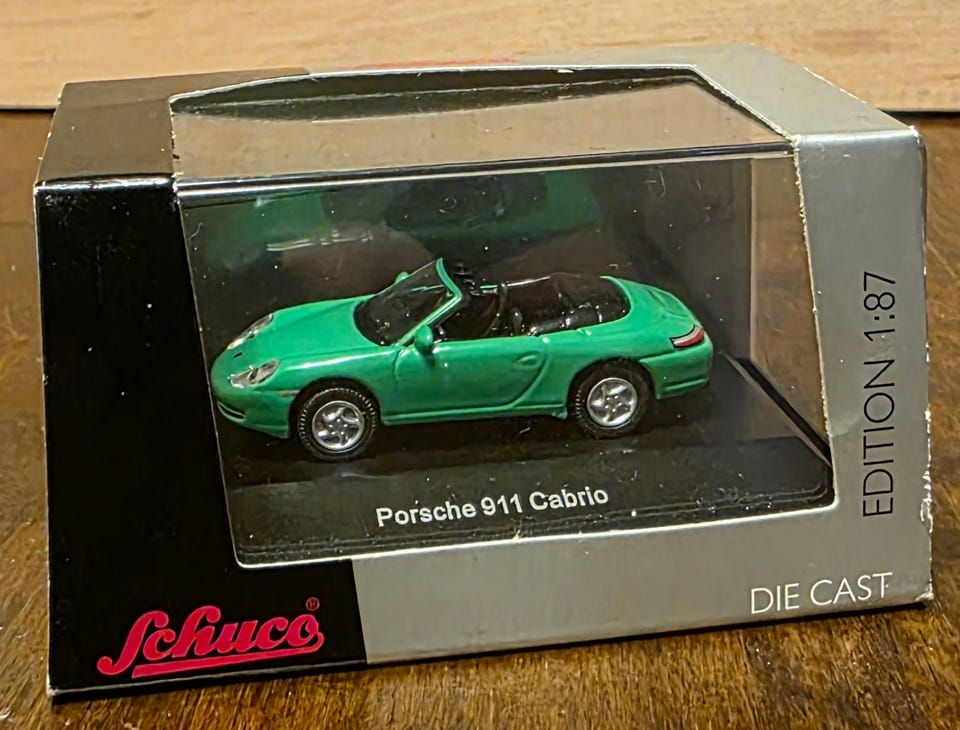 Porsche 911 Cabrio
EDITION 1:87
DIE CAST
Schuco®